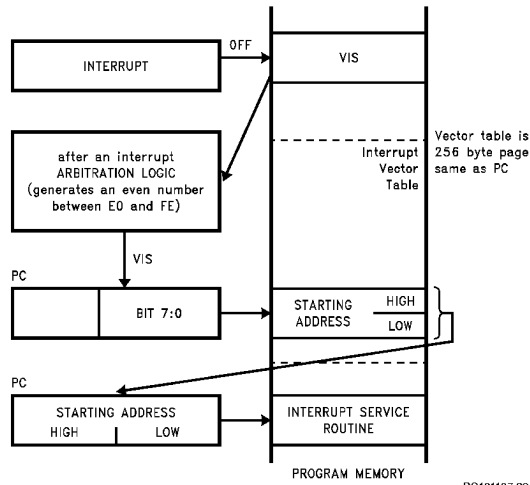 OFF
INTERRUPT
VIS
after an interrupt
ARBITRATION LOGIC
(generates an even number
between E0 and FE)
Interrupt
Vector
Table
Vector table is
256 byte page
same as PC
VIS
PC
BIT 7:0
STARTING
ADDRESS
HIGH
LOW
PC
STARTING ADDRESS
HIGH
LOW
INTERRUPT SERVICE
ROUTINE
PROGRAM MEMORY